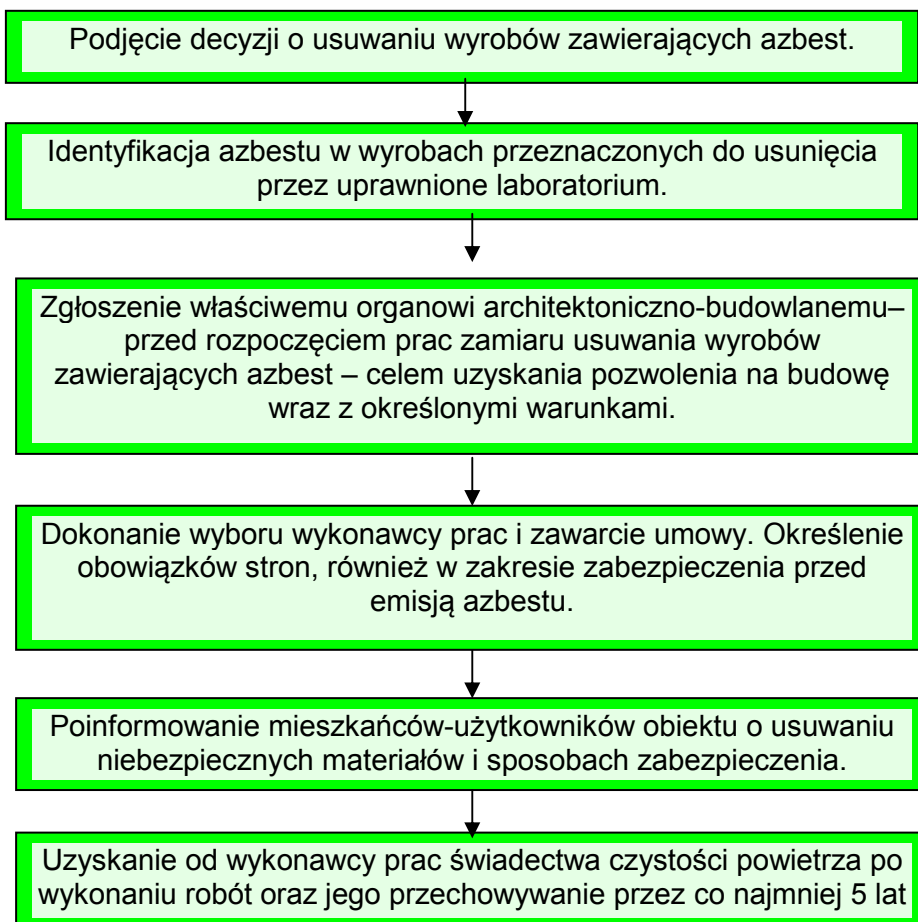 Podjęcie decyzji o usuwaniu wyrobów zawierających azbest.
Identyfikacja azbestu w wyrobach przeznaczonych do usunięcia
przez uprawnione laboratorium.
Zgłoszenie właściwemu organowi architektoniczno-budowlanemu–
przed rozpoczęciem prac zamiaru usuwania wyrobów
zawierających azbest – celem uzyskania pozwolenia na budowę
wraz z określonymi warunkami.
Dokonanie wyboru wykonawcy prac i zawarcie umowy. Określenie
obowiązków stron, również w zakresie zabezpieczenia przed
emisją azbestu.
Poinformowanie mieszkańców-użytkowników obiektu o usuwaniu
niebezpiecznych materiałów i sposobach zabezpieczenia.
Uzyskanie od wykonawcy prac świadectwa czystości powietrza po
wykonaniu robót oraz jego przechowywanie przez co najmniej 5 lat